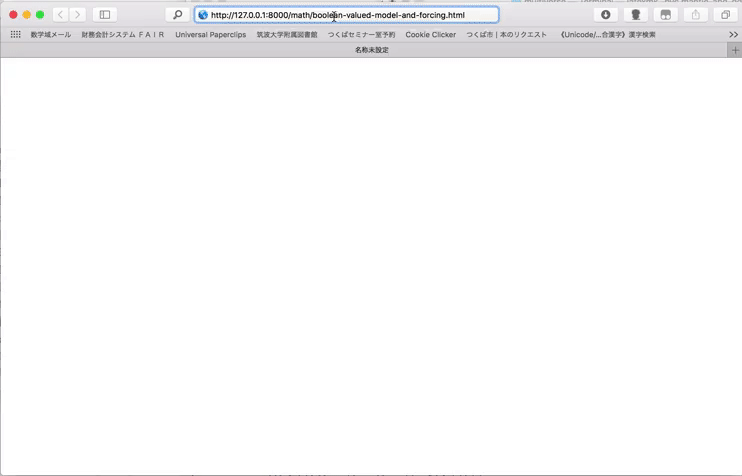 http://127.0.0.1:8000/math/boolean-valued-model-and-forcing.html
数学域メール 財務会計システム ＦＡＩＲ Universal Paperclips 筑波大学附属図書館 つくばセミナー室予約 Cookie Clicker つくば市｜本のリクエスト 《Unicode/...合漢字》漢字検索
名称未設定